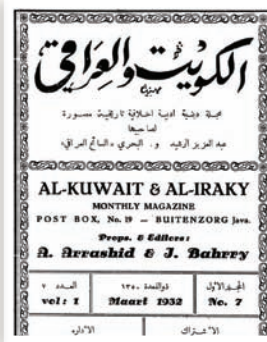 الكويت والعراقي
مجلة دينية أدبية اخلاقية تاريخية مصورة
لصاحبيها
عبد العزيز الرشيد و. البحري «السائح العراقي»
AL-KUWAIT & AL-IRAKY
MONTHLY MAGAZINE
POST BOX, No. 19 — BUITENZORG Java.
Props. & Editors:
A. Arrashid & J. Bahrry
العدد ٧ ذوالقعدة ١٣٥٠ المجلد الأول
vol: 1 Maart 1932 No. 7
الاشتراك الادارة